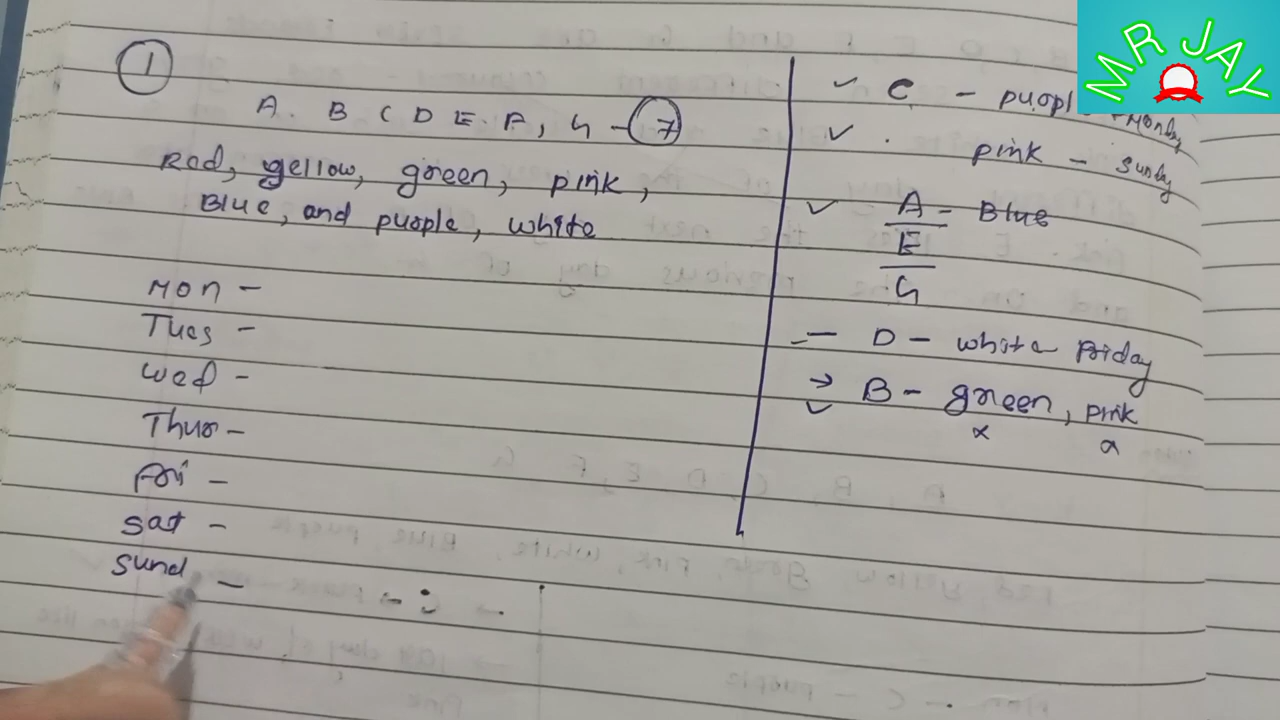 1
A. B C D E. F, G - 7
Red, yellow, green, pink,
Blue, and purple, white
Mon -
Tues -
Wed -
Thur -
Fri -
Sat -
Sund -
✓ C - purpl Monday
✓ . pink - Sunday
✓ A - Blue
E
G
- D - white Friday
→ B - green, pink
✓ x x
MR JAY